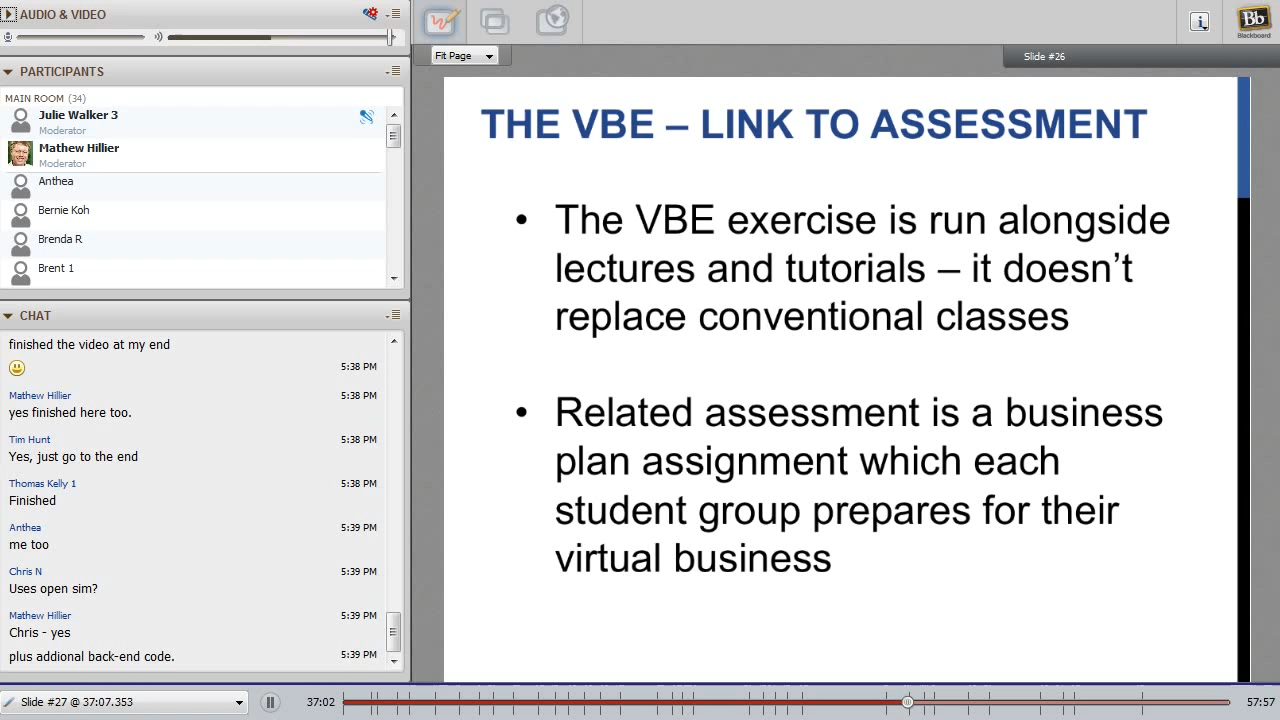 AUDIO & VIDEO
PARTICIPANTS
MAIN ROOM (34)
Julie Walker 3
Moderator
Mathew Hillier
Moderator
Anthea
Bernie Koh
Brenda R
Brent 1
CHAT
finished the video at my end
5:38 PM
Mathew Hillier 5:38 PM
yes finished here too.
Tim Hunt 5:38 PM
Yes, just go to the end
Thomas Kelly 1 5:38 PM
Finished
Anthea 5:39 PM
me too
Chris N 5:39 PM
Uses open sim?
Mathew Hillier 5:39 PM
Chris - yes
plus addional back-end code. 5:39 PM
Bb
Blackboard
Fit Page
Slide #26
THE VBE – LINK TO ASSESSMENT
• The VBE exercise is run alongside
lectures and tutorials – it doesn’t
replace conventional classes
• Related assessment is a business
plan assignment which each
student group prepares for their
virtual business
Slide #27 @ 37:07.353
37:02
57:57